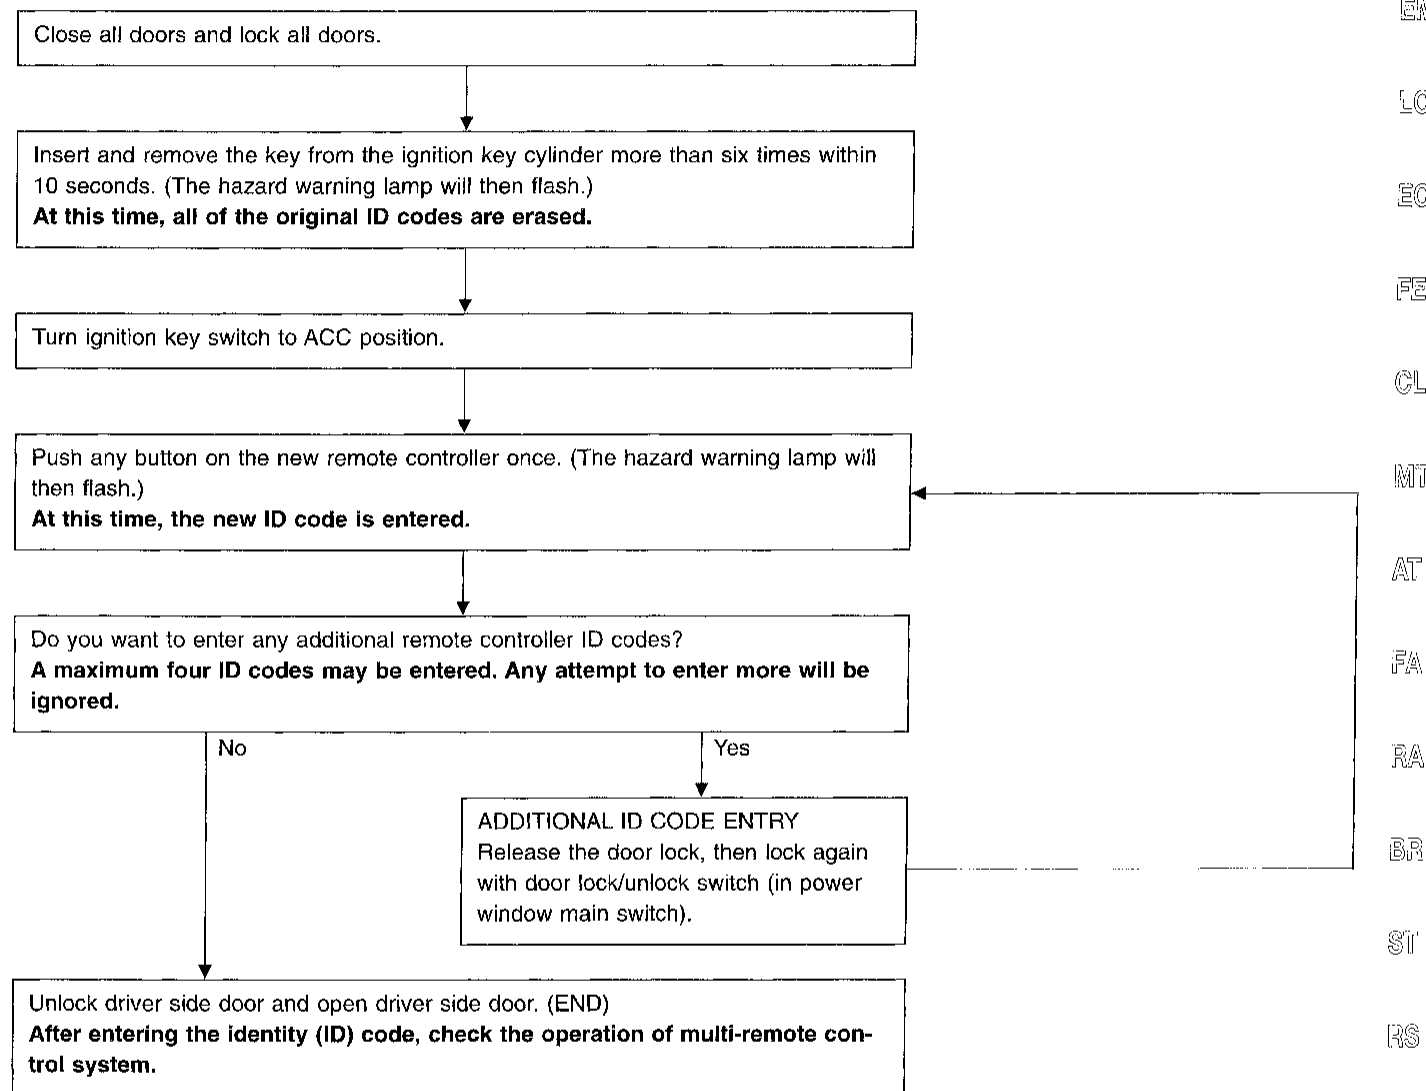 Close all doors and lock all doors.
Insert and remove the key from the ignition key cylinder more than six times within
10 seconds. (The hazard warning lamp will then flash.)
At this time, all of the original ID codes are erased.
Turn ignition key switch to ACC position.
Push any button on the new remote controller once. (The hazard warning lamp will
then flash.)
At this time, the new ID code is entered.
Do you want to enter any additional remote controller ID codes?
A maximum four ID codes may be entered. Any attempt to enter more will be
ignored.
No
Yes
ADDITIONAL ID CODE ENTRY
Release the door lock, then lock again
with door lock/unlock switch (in power
window main switch).
Unlock driver side door and open driver side door. (END)
After entering the identity (ID) code, check the operation of multi-remote con-
trol system.
FE
CL
MT
AT
FA
RA
BR
ST
RS